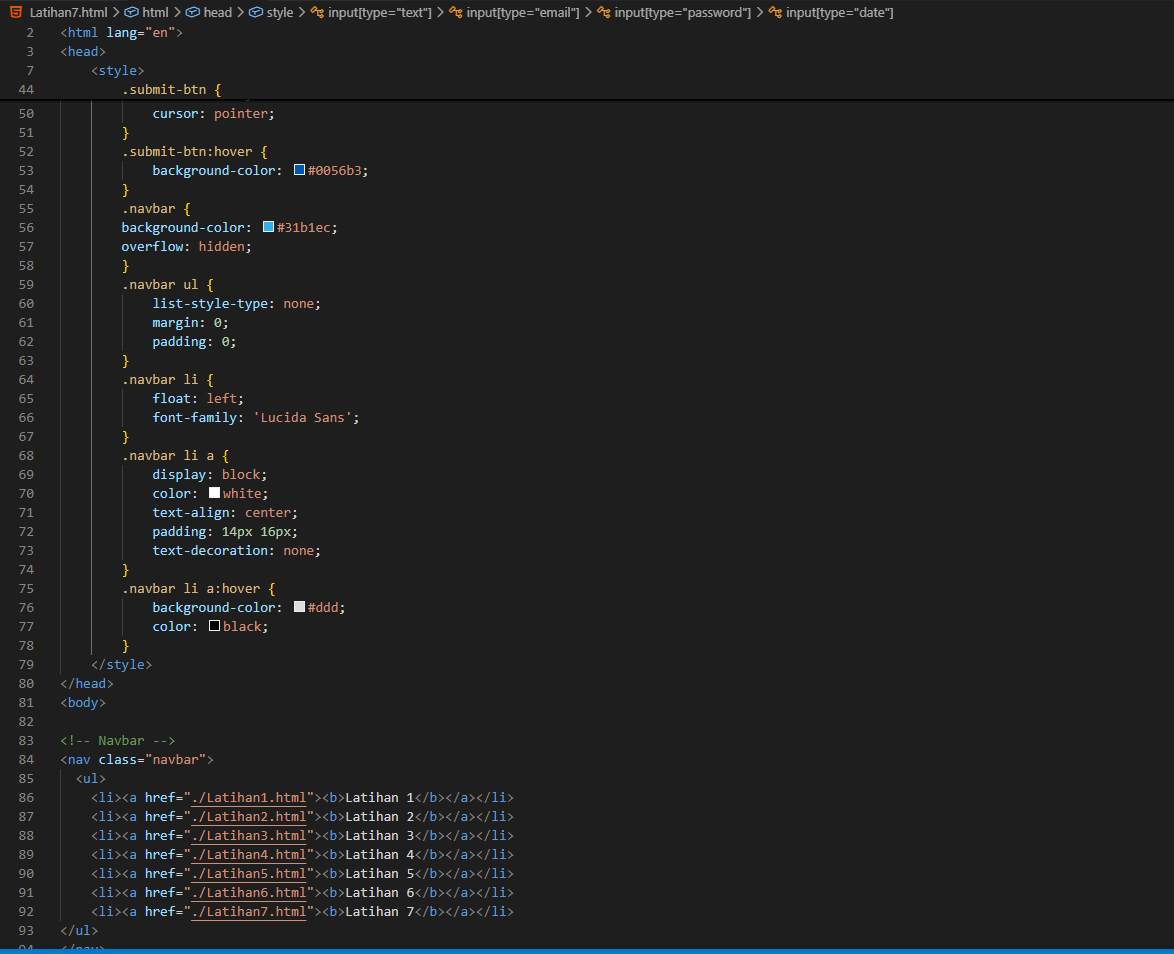 Latihan7.html > html > head > style > input[type="text"] > input[type="email"] > input[type="password"] > input[type="date"]
2 <html lang="en">
3 <head>
7 <style>
44 .submit-btn {
50 cursor: pointer;
51 }
52 .submit-btn:hover {
53 background-color: #0056b3;
54 }
55 .navbar {
56 background-color: #31b1ec;
57 overflow: hidden;
58 }
59 .navbar ul {
60 list-style-type: none;
61 margin: 0;
62 padding: 0;
63 }
64 .navbar li {
65 float: left;
66 font-family: 'Lucida Sans';
67 }
68 .navbar li a {
69 display: block;
70 color: white;
71 text-align: center;
72 padding: 14px 16px;
73 text-decoration: none;
74 }
75 .navbar li a:hover {
76 background-color: #ddd;
77 color: black;
78 }
79 </style>
80 </head>
81 <body>
82
83 <!-- Navbar -->
84 <nav class="navbar">
85 <ul>
86 <li><a href="./Latihan1.html"><b>Latihan 1</b></a></li>
87 <li><a href="./Latihan2.html"><b>Latihan 2</b></a></li>
88 <li><a href="./Latihan3.html"><b>Latihan 3</b></a></li>
89 <li><a href="./Latihan4.html"><b>Latihan 4</b></a></li>
90 <li><a href="./Latihan5.html"><b>Latihan 5</b></a></li>
91 <li><a href="./Latihan6.html"><b>Latihan 6</b></a></li>
92 <li><a href="./Latihan7.html"><b>Latihan 7</b></a></li>
93 </ul>
94 </nav>